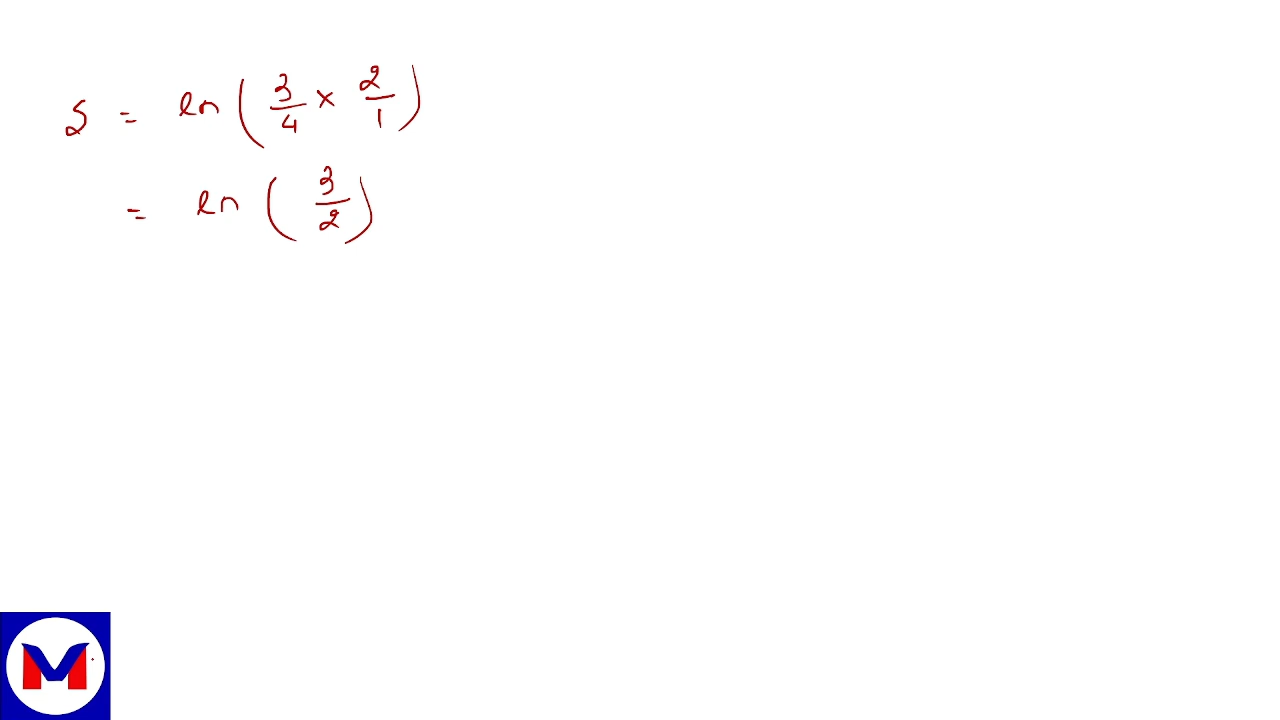 S = ln ( 3/4 × 2/1 )
= ln ( 3/2 )
M